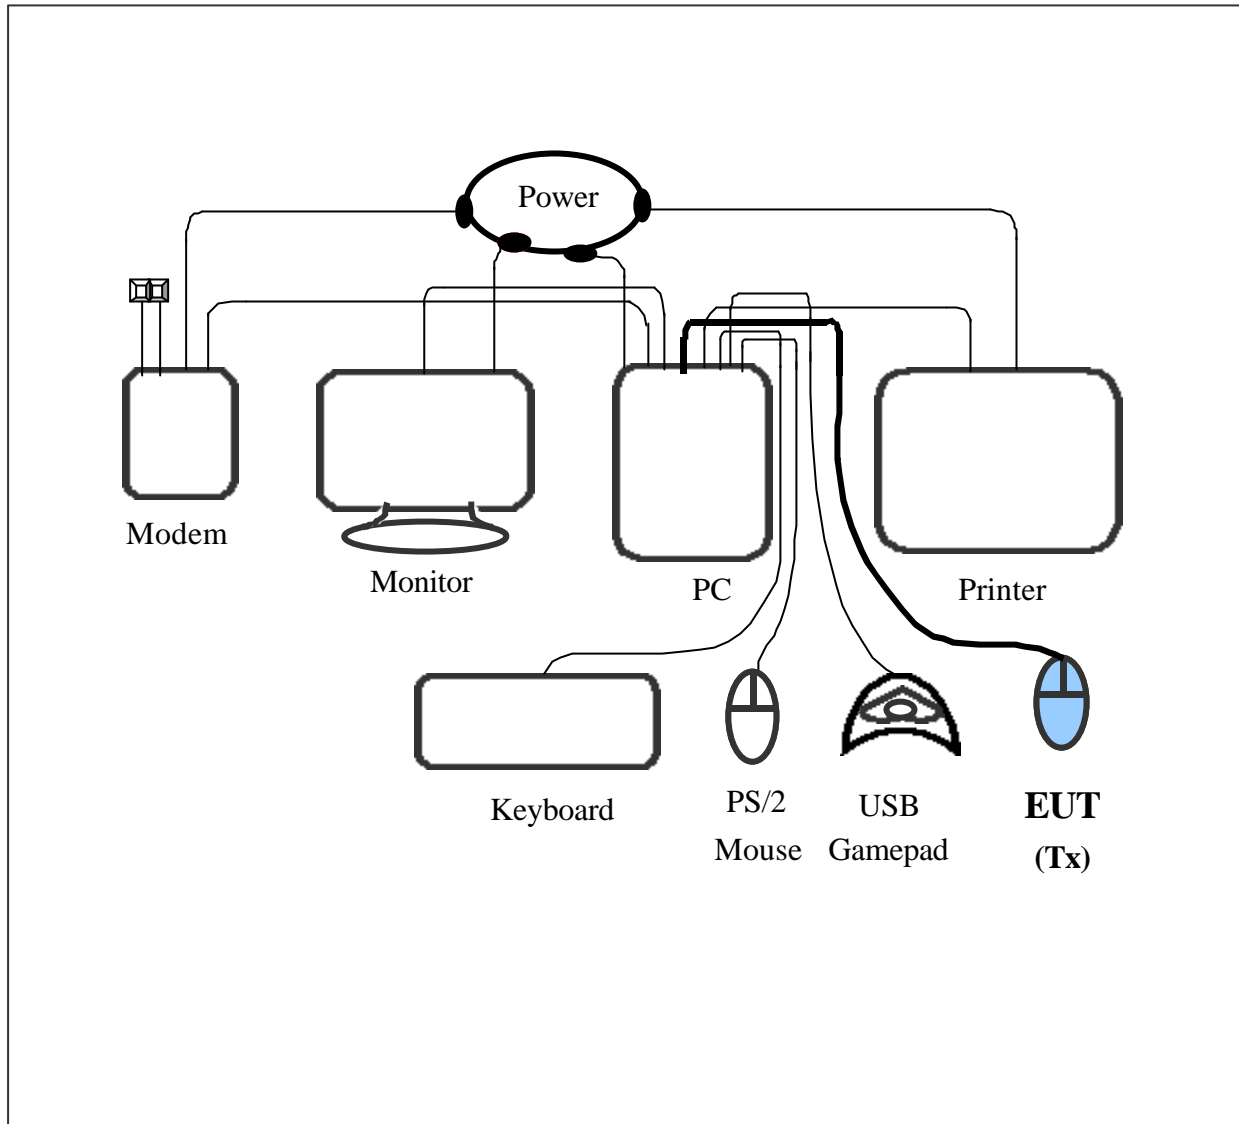 Power
Modem
Monitor
PC
Printer
Keyboard
PS/2
Mouse
USB
Gamepad
EUT
(Tx)